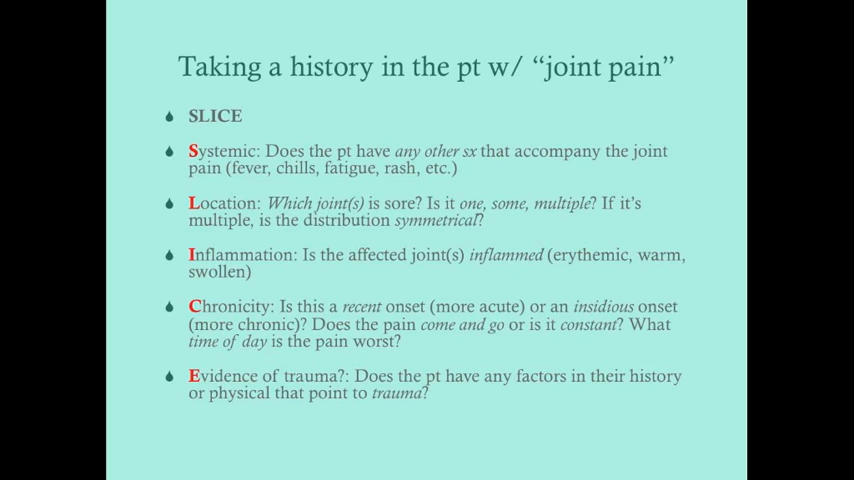 Taking a history in the pt w/ “joint pain”
SLICE
Systemic: Does the pt have any other sx that accompany the joint
pain (fever, chills, fatigue, rash, etc.)
Location: Which joint(s) is sore? Is it one, some, multiple? If it’s
multiple, is the distribution symmetrical?
Inflammation: Is the affected joint(s) inflammed (erythemic, warm,
swollen)
Chronicity: Is this a recent onset (more acute) or an insidious onset
(more chronic)? Does the pain come and go or is it constant? What
time of day is the pain worst?
Evidence of trauma?: Does the pt have any factors in their history
or physical that point to trauma?